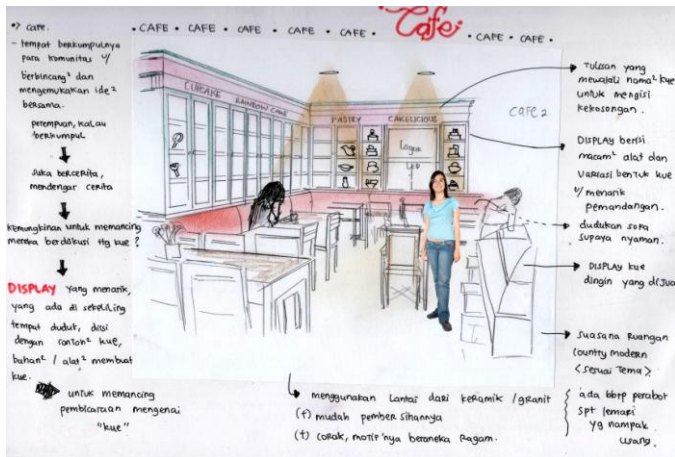 • CAFE • CAFE • CAFE • CAFE • CAFE • CAFE •
Cafe
• CAFE • CAFE •
? cafe.
- tempat berkumpulnya
para komunitas u/
berbincang² dan
mengemukakan ide²
bersama.
perempuan, kalau
berkumpul
suka bercerita,
mendengar cerita
kemungkinan untuk memancing
mereka berdiskusi ttg kue ?
DISPLAY yang menarik,
yang ada di sekeliling
tempat duduk, diisi
dengan contoh² kue,
bahan² / alat² membuat
kue.
untuk memancing
pembicaraan mengenai
"kue"
CUPCAKE
RAINBOW CAKE
PASTRY
CAKELICIOUS
Layar
LCD
CAFE 2
Tulisan yang
mewakili nama² kue
untuk mengisi
kekosongan.
DISPLAY berisi
macam² alat dan
variasi bentuk kue
u/ menarik
pemandangan.
dudukan sofa
supaya nyaman.
DISPLAY kue
dingin yang dijual
suasana Ruangan
Country modern
<sesuai Tema>
ada bbrp perabot
spt lemari
yg nampak
usang.
menggunakan Lantai dari keramik / granit
(+) mudah pembersihannya
(+) corak, motif'nya beraneka Ragam.